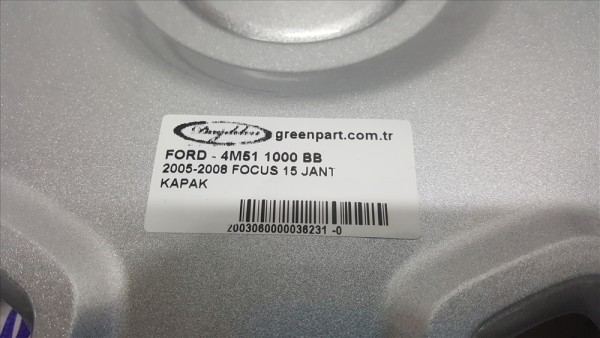 greenpart.com.tr
FORD - 4M51 1000 BB
2005-2008 FOCUS 15 JANT
KAPAK
2003060000036231 -0